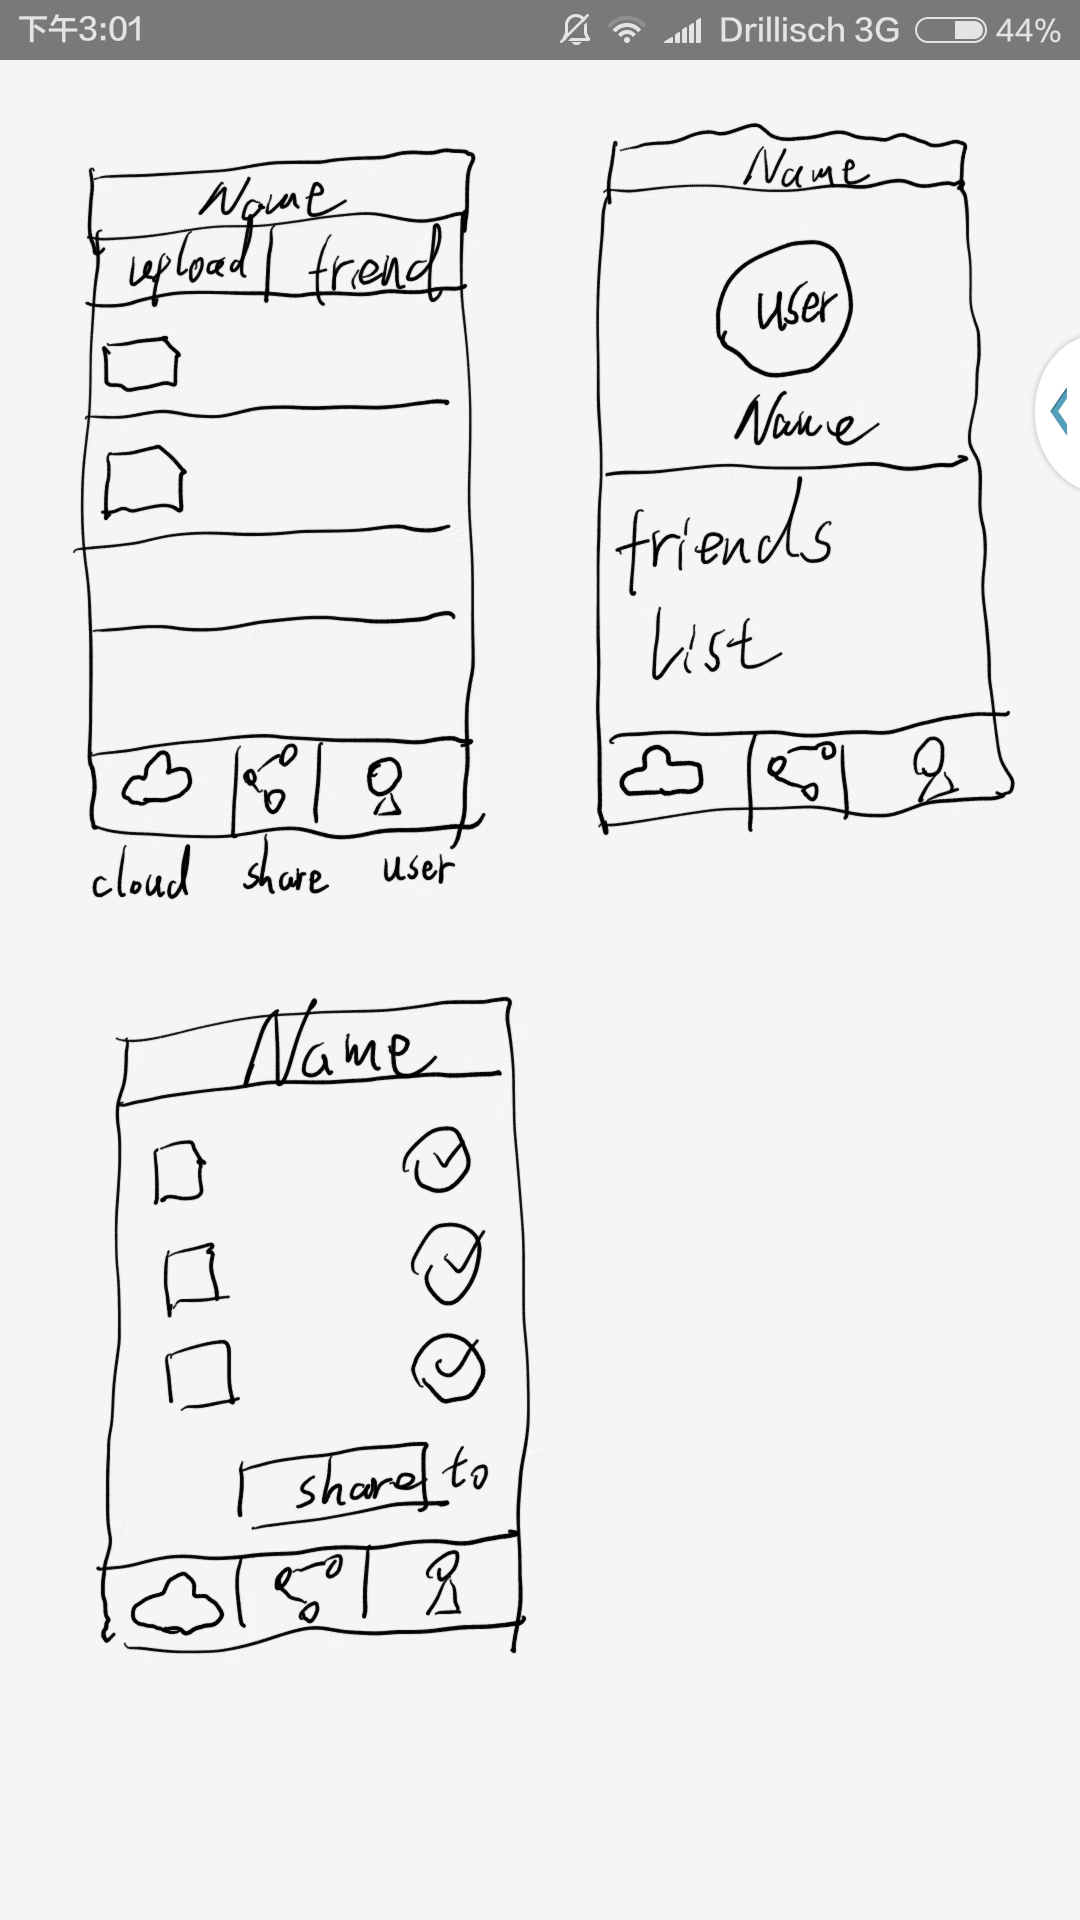 下午3:01 Drillisch 3G 44%
Name
upload friend
cloud share user
Name
user
Name
friends
List
Name
share to